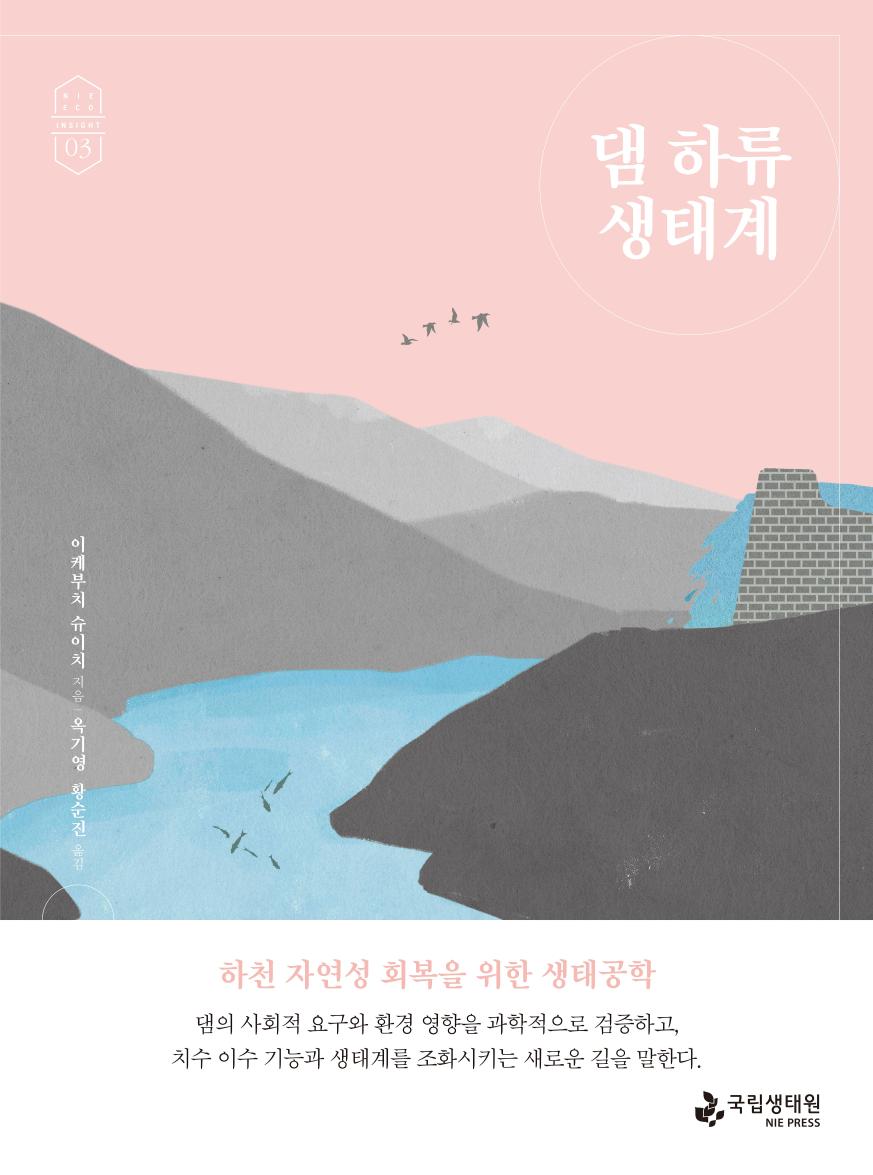 NIE
ECO
INSIGHT
03
댐 하류
생태계
이케부치 슈이치 지음 옥기영 황순진 옮김
하천 자연성 회복을 위한 생태공학
댐의 사회적 요구와 환경 영향을 과학적으로 검증하고,
치수 이수 기능과 생태계를 조화시키는 새로운 길을 말한다.
국립생태원
NIE PRESS